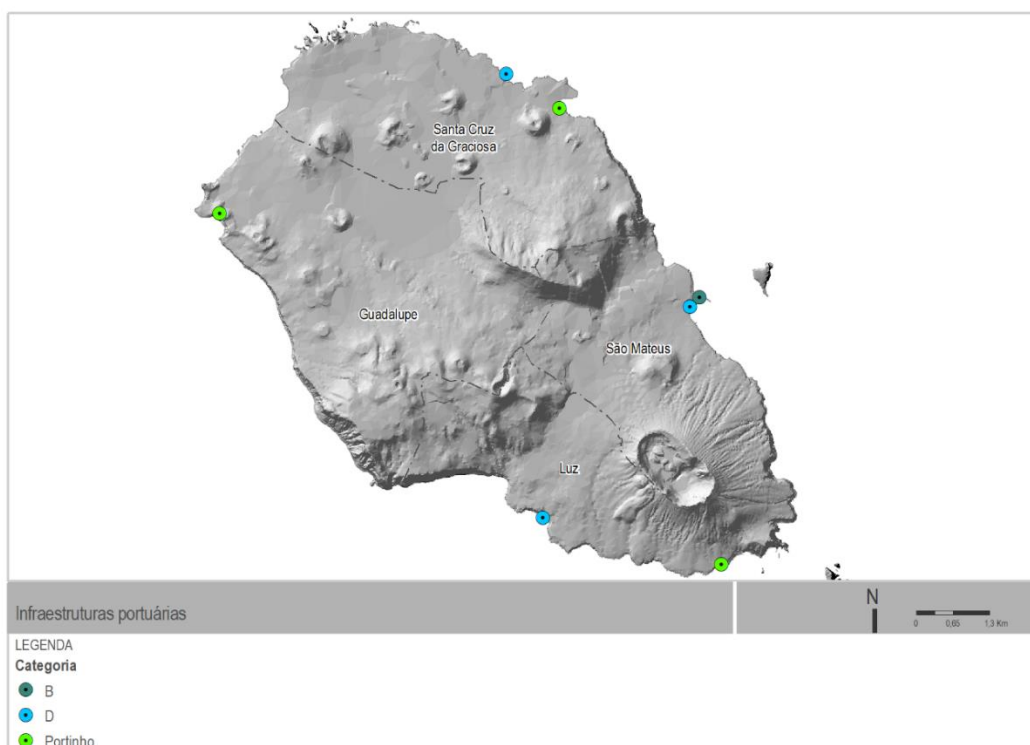 Santa Cruz
da Graciosa
Guadalupe
São Mateus
Luz
Infraestruturas portuárias
N
0 0,65 1,3 Km
LEGENDA
Categoria
B
D
Portinho